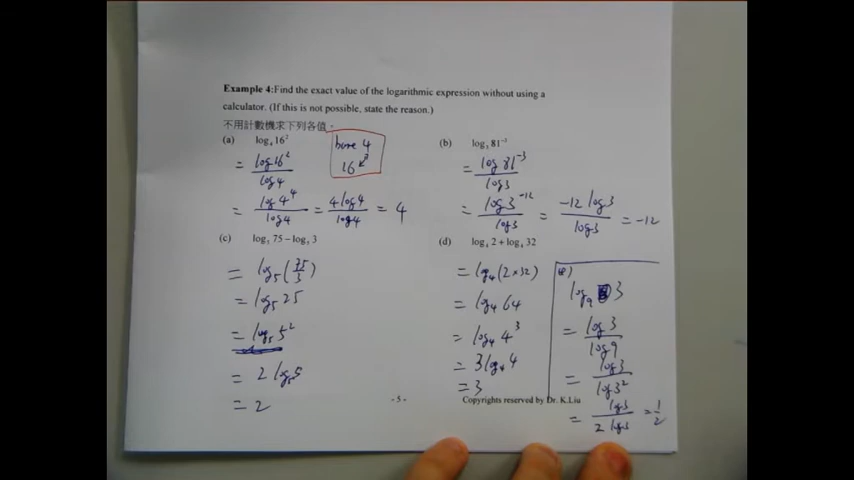 Example 4:Find the exact value of the logarithmic expression without using a
calculator. (If this is not possible, state the reason.)
不用計數機求下列各值。
(a) log₄ 16²
base 4
16
= log 16² / log 4
= log 4⁴ / log 4 = 4 log 4 / log 4 = 4
(b) log₃ 81⁻³
= log 81⁻³ / log 3
= log 3⁻¹² / log 3 = -12 log 3 / log 3 = -12
(c) log₅ 75 – log₅ 3
= log₅ (75/3)
= log₅ 25
= log₅ 5²
= 2 log₅ 5
= 2
(d) log₄ 2 + log₄ 32
= log₄ (2×32)
= log₄ 64
= log₄ 4³
= 3 log₄ 4
= 3
log₉ 3
= log 3 / log 9
= log 3 / log 3²
= log 3 / 2 log 3 = 1/2
- 5 -
Copyrights reserved by Dr. K.Liu